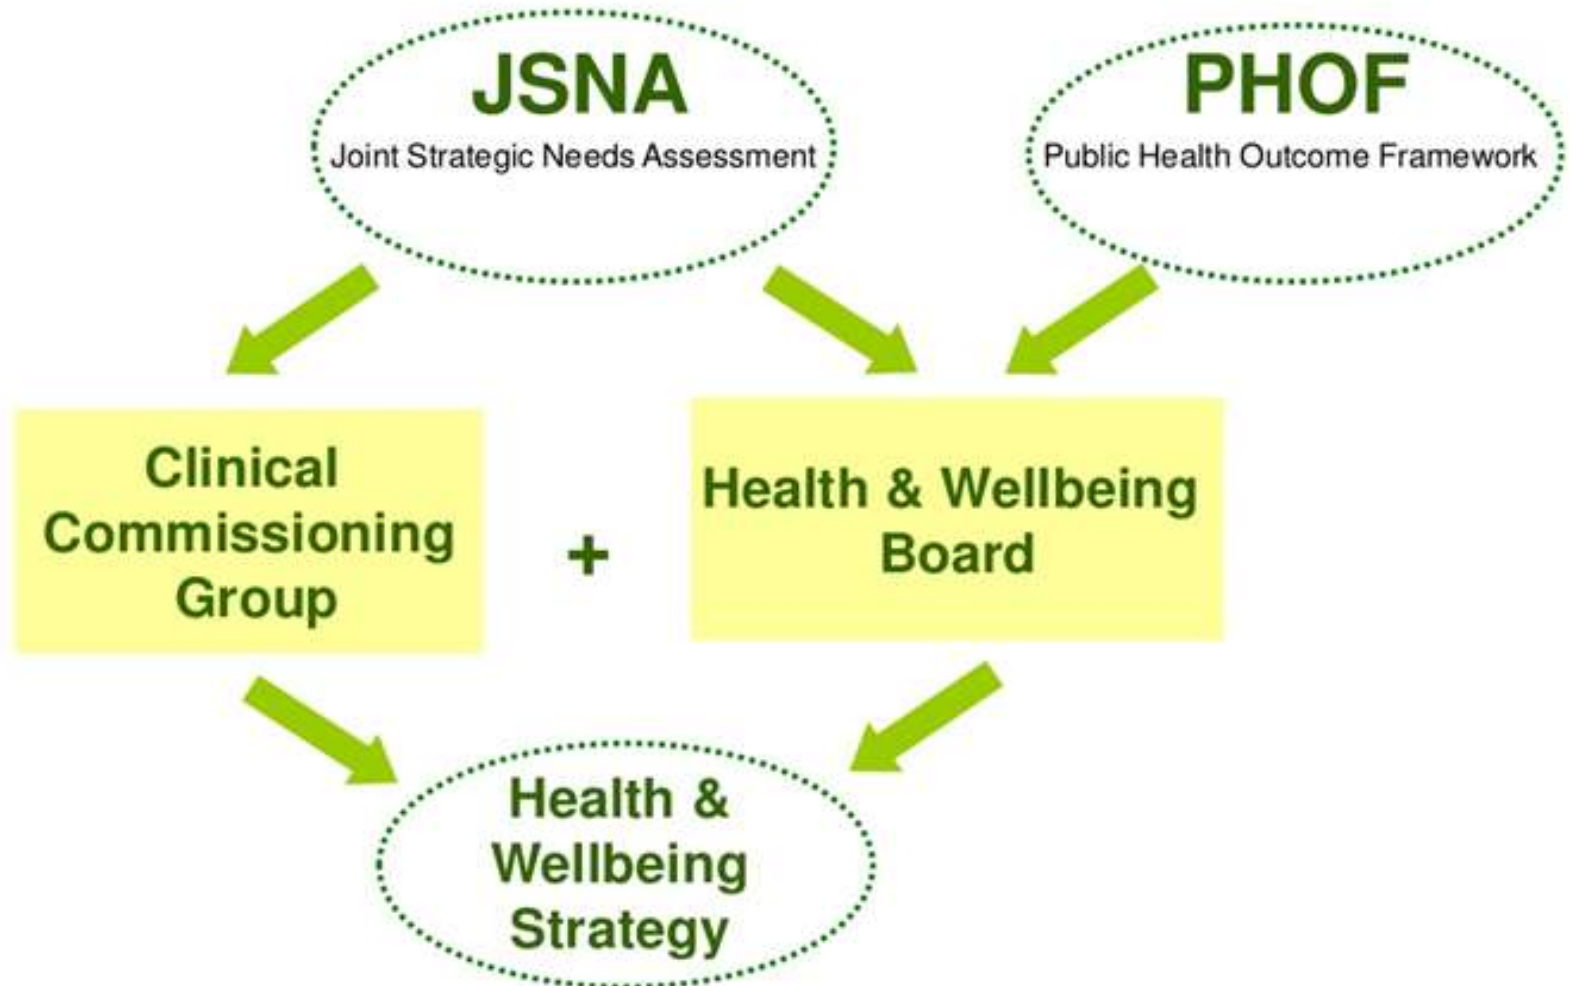 JSNA
Joint Strategic Needs Assessment
PHOF
Public Health Outcome Framework
Clinical
Commissioning
Group
+
Health & Wellbeing
Board
Health &
Wellbeing
Strategy